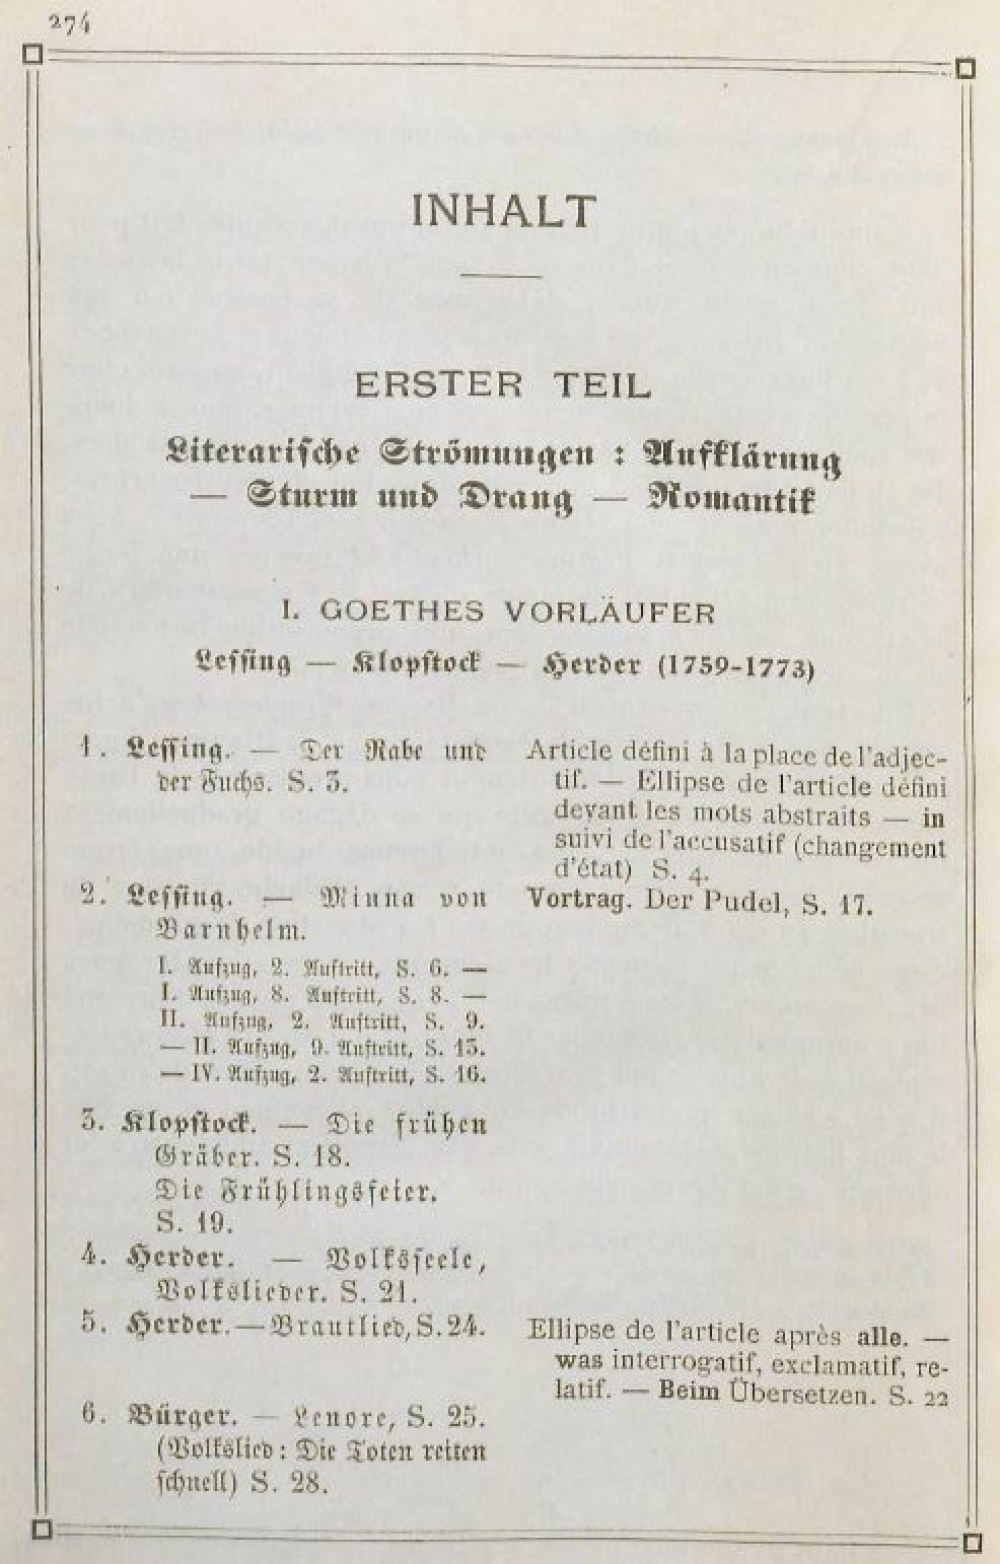 274
INHALT
ERSTER TEIL
Literarische Strömungen : Aufklärung
— Sturm und Drang — Romantik
I. GOETHES VORLÄUFER
Lessing — Klopstock — Herder (1759-1773)
1. Lessing. — Der Rabe und
der Fuchs. S. 3.
Article défini à la place de l'adjec-
tif. — Ellipse de l'article défini
devant les mots abstraits — in
suivi de l'accusatif (changement
d'état) S. 4.
2. Lessing. — Minna von
Barnhelm.
Vortrag. Der Pudel, S. 17.
I. Aufzug, 2. Auftritt, S. 6. —
I. Aufzug, 8. Auftritt, S. 8. —
II. Aufzug, 2. Auftritt, S. 9.
— II. Aufzug, 9. Auftritt, S. 13.
— IV. Aufzug, 2. Auftritt, S. 16.
3. Klopstock. — Die frühen
Gräber. S. 18.
Die Frühlingsfeier.
S. 19.
4. Herder. — Volksseele,
Volkslieder. S. 21.
5. Herder. — Brautlied, S. 24.
Ellipse de l'article après alle. —
was interrogatif, exclamatif, re-
latif. — Beim Übersetzen. S. 22
6. Bürger. — Lenore, S. 25.
(Volkslied : Die Toten reiten
schnell) S. 28.